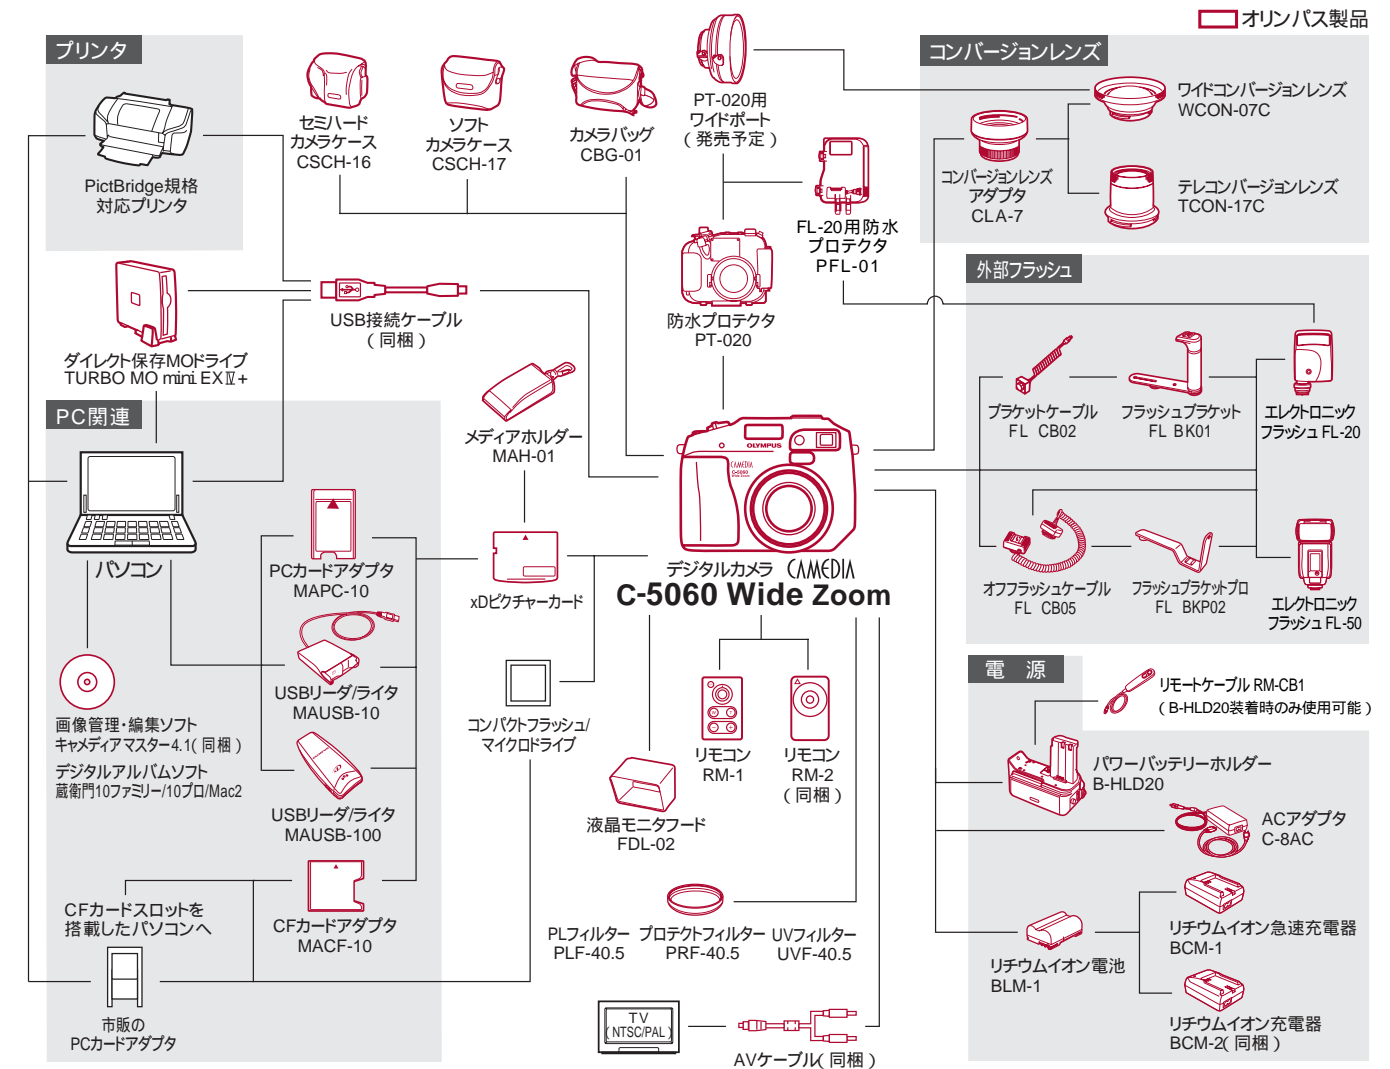 オリンパス製品
プリンタ
PictBridge規格
対応プリンタ
セミハード
カメラケース
CSCH-16
ソフト
カメラケース
CSCH-17
カメラバッグ
CBG-01
PT-020用
ワイドポート
( 発売予定 )
FL-20用防水
プロテクタ
PFL-01
防水プロテクタ
PT-020
コンバージョンレンズ
ワイドコンバージョンレンズ
WCON-07C
コンバージョンレンズ
アダプタ
CLA-7
テレコンバージョンレンズ
TCON-17C
ダイレクト保存MOドライブ
TURBO MO mini EXⅣ+
USB接続ケーブル
( 同梱 )
メディアホルダー
MAH-01
外部フラッシュ
ブラケットケーブル
FL CB02
フラッシュブラケット
FL BK01
エレクトロニック
フラッシュ FL-20
オフフラッシュケーブル
FL CB05
フラッシュブラケットプロ
FL BKP02
エレクトロニック
フラッシュ FL-50
PC関連
パソコン
PCカードアダプタ
MAPC-10
USBリーダ/ライタ
MAUSB-10
USBリーダ/ライタ
MAUSB-100
CFカードアダプタ
MACF-10
画像管理・編集ソフト
キャメディアマスター4.1( 同梱 )
デジタルアルバムソフト
蔵衛門10ファミリー/10プロ/Mac2
CFカードスロットを
搭載したパソコンへ
市販の
PCカードアダプタ
xDピクチャーカード
コンパクトフラッシュ/
マイクロドライブ
OLYMPUS
CAMEDIA
C-5060
Wide Zoom
デジタルカメラ CAMEDIA
C-5060 Wide Zoom
リモコン
RM-1
リモコン
RM-2
( 同梱 )
液晶モニタフード
FDL-02
PLフィルター
PLF-40.5
プロテクトフィルター
PRF-40.5
UVフィルター
UVF-40.5
TV
( NTSC/PAL )
AVケーブル( 同梱 )
電 源
リモートケーブル RM-CB1
( B-HLD20装着時のみ使用可能 )
パワーバッテリーホルダー
B-HLD20
ACアダプタ
C-8AC
リチウムイオン電池
BLM-1
リチウムイオン急速充電器
BCM-1
リチウムイオン充電器
BCM-2( 同梱 )